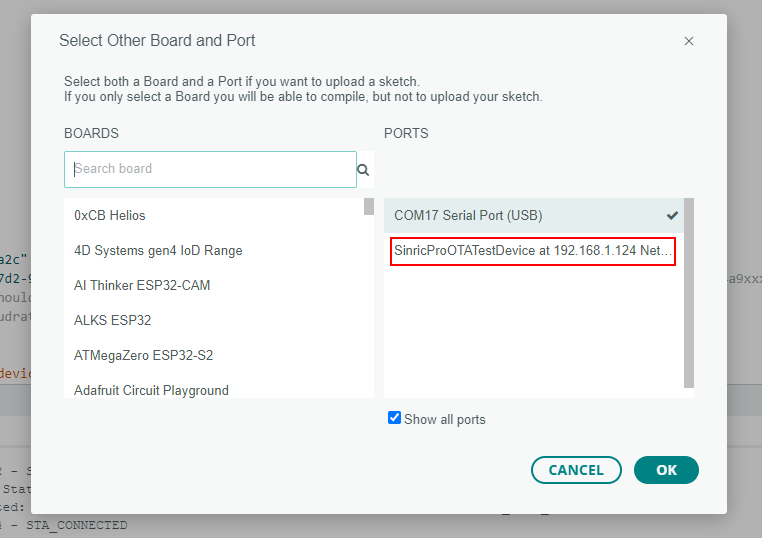 Select Other Board and Port
Select both a Board and a Port if you want to upload a sketch.
If you only select a Board you will be able to compile, but not to upload your sketch.
BOARDS
PORTS
Search board
0xCB Helios
4D Systems gen4 IoD Range
AI Thinker ESP32-CAM
ALKS ESP32
ATMegaZero ESP32-S2
Adafruit Circuit Playground
COM17 Serial Port (USB)
SinricProOTATestDevice at 192.168.1.124 Net...
Show all ports
CANCEL
OK
a2c"
7d2-9
a9xxx
hould
udrat
devic
Stat
ted:
– STA_CONNECTED